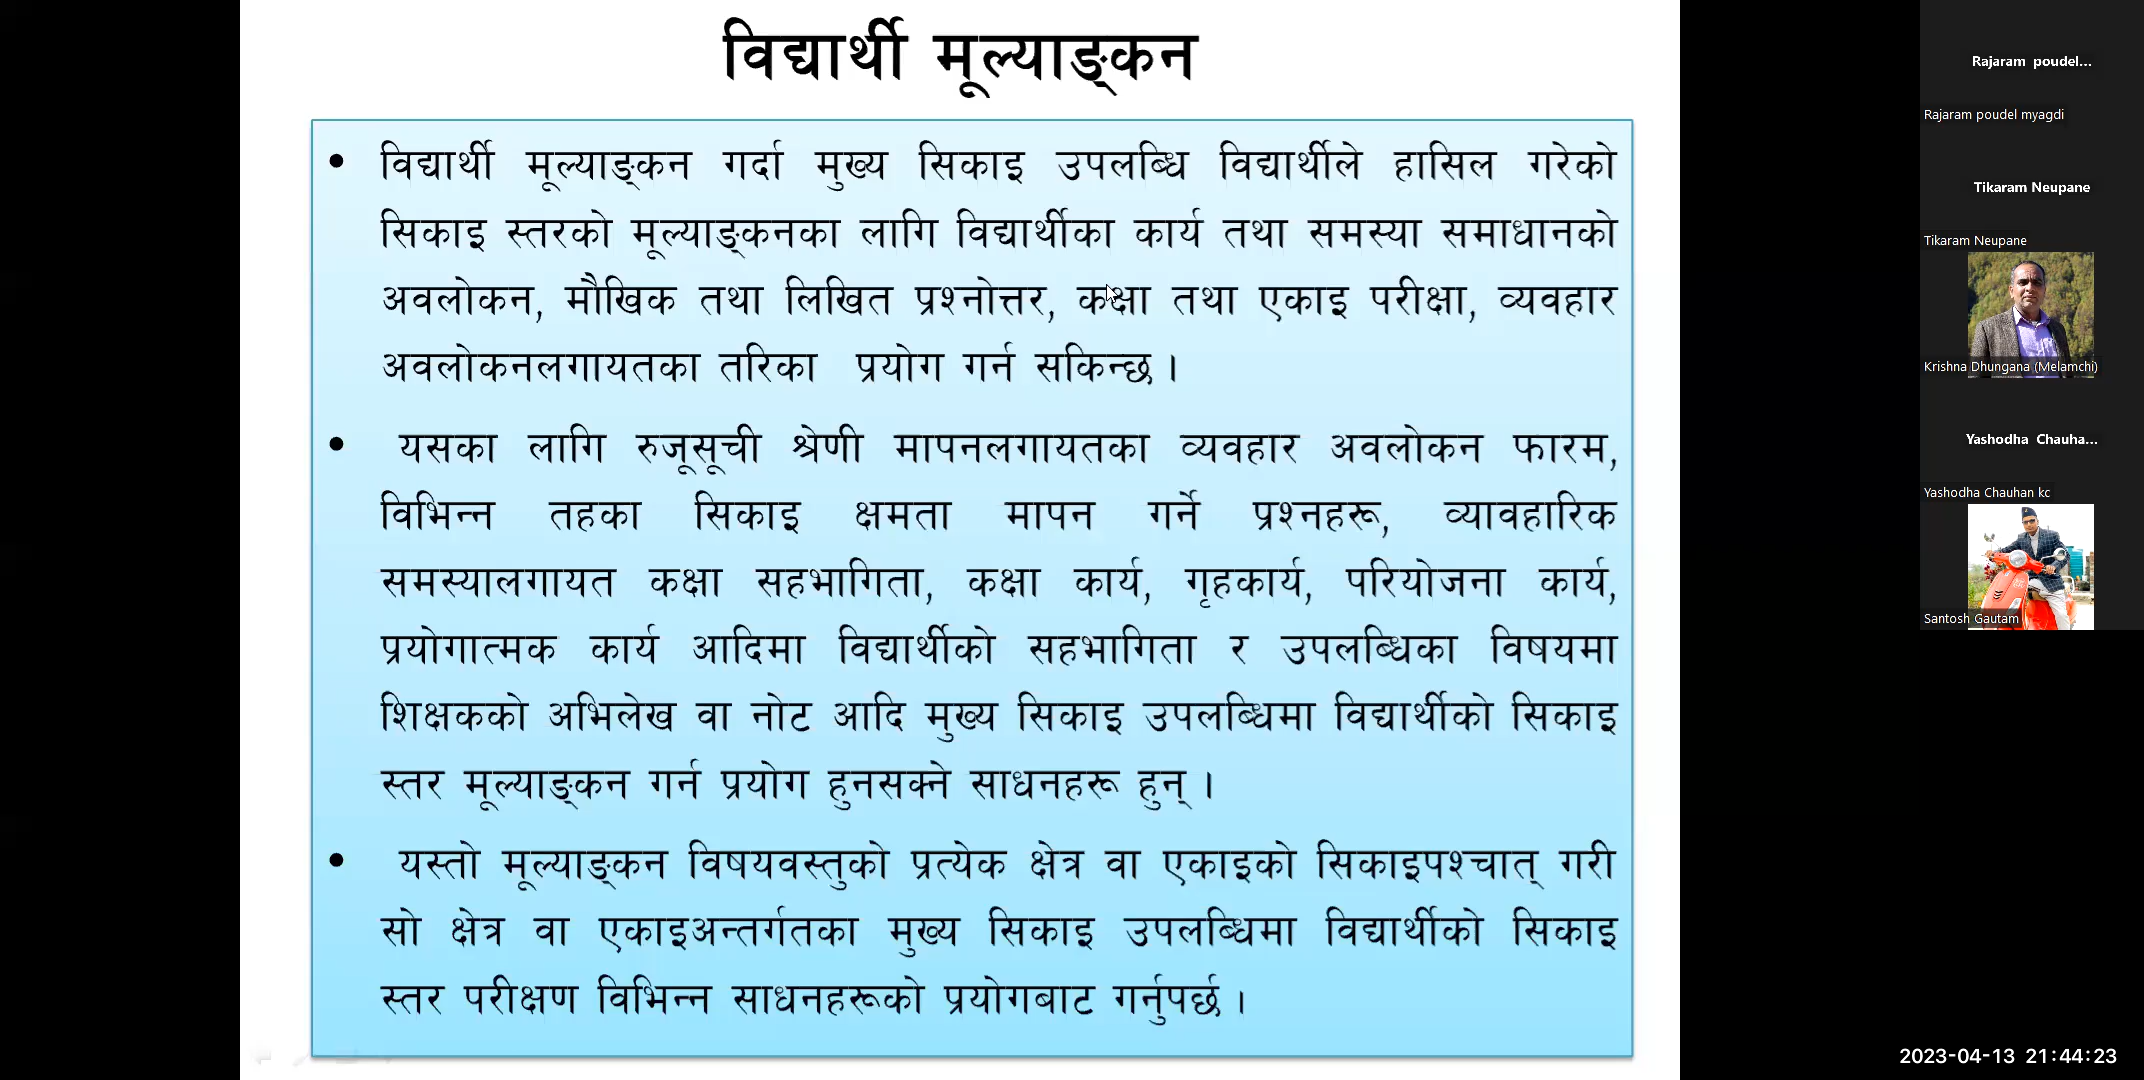 विद्यार्थी मूल्याङ्कन
• विद्यार्थी मूल्याङ्कन गर्दा मुख्य सिकाइ उपलब्धि विद्यार्थीले हासिल गरेको
सिकाइ स्तरको मूल्याङ्कनका लागि विद्यार्थीका कार्य तथा समस्या समाधानको
अवलोकन, मौखिक तथा लिखित प्रश्नोत्तर, कक्षा तथा एकाइ परीक्षा, व्यवहार
अवलोकनलगायतका तरिका प्रयोग गर्न सकिन्छ ।
• यसका लागि रुजूसूची श्रेणी मापनलगायतका व्यवहार अवलोकन फारम,
विभिन्न तहका सिकाइ क्षमता मापन गर्ने प्रश्नहरू, व्यावहारिक
समस्यालगायत कक्षा सहभागिता, कक्षा कार्य, गृहकार्य, परियोजना कार्य,
प्रयोगात्मक कार्य आदिमा विद्यार्थीको सहभागिता र उपलब्धिका विषयमा
शिक्षकको अभिलेख वा नोट आदि मुख्य सिकाइ उपलब्धिमा विद्यार्थीको सिकाइ
स्तर मूल्याङ्कन गर्न प्रयोग हुनसक्ने साधनहरू हुन् ।
• यस्तो मूल्याङ्कन विषयवस्तुको प्रत्येक क्षेत्र वा एकाइको सिकाइपश्चात् गरी
सो क्षेत्र वा एकाइअन्तर्गतका मुख्य सिकाइ उपलब्धिमा विद्यार्थीको सिकाइ
स्तर परीक्षण विभिन्न साधनहरूको प्रयोगबाट गर्नुपर्छ ।
Rajaram poudel...
Rajaram poudel myagdi
Tikaram Neupane
Tikaram Neupane
Krishna Dhungana (Melamchi)
Yashodha Chauha...
Yashodha Chauhan kc
Santosh Gautam
2023-04-13 21:44:23